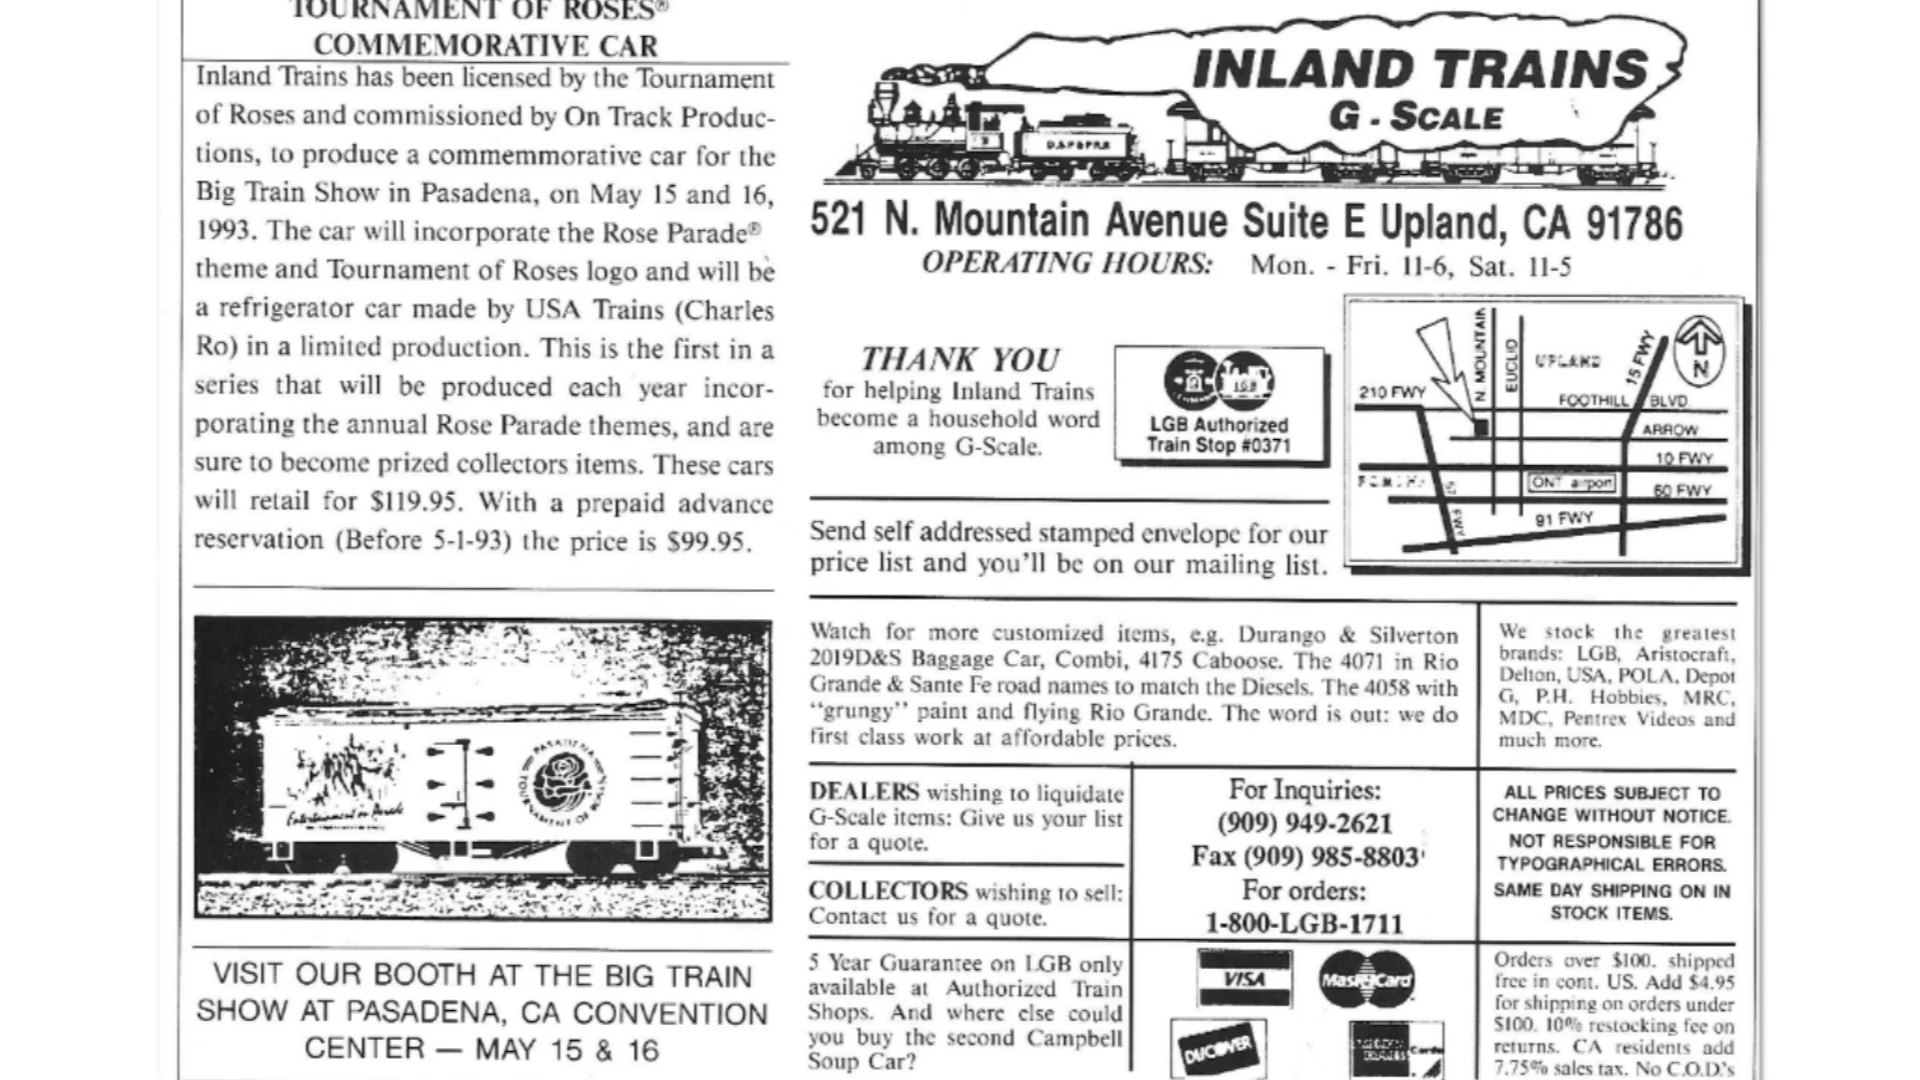 TOURNAMENT OF ROSES®
COMMEMORATIVE CAR
Inland Trains has been licensed by the Tournament
of Roses and commissioned by On Track Produc-
tions, to produce a commemmorative car for the
Big Train Show in Pasadena, on May 15 and 16,
1993. The car will incorporate the Rose Parade®
theme and Tournament of Roses logo and will be
a refrigerator car made by USA Trains (Charles
Ro) in a limited production. This is the first in a
series that will be produced each year incor-
porating the annual Rose Parade themes, and are
sure to become prized collectors items. These cars
will retail for $119.95. With a prepaid advance
reservation (Before 5-1-93) the price is $99.95.
Entertainment on Parade
PASADENA
TOURNAMENT OF
VISIT OUR BOOTH AT THE BIG TRAIN
SHOW AT PASADENA, CA CONVENTION
CENTER — MAY 15 & 16
INLAND TRAINS
G - SCALE
D.S.P.& P.R.R
521 N. Mountain Avenue Suite E Upland, CA 91786
OPERATING HOURS: Mon. - Fri. 11-6, Sat. 11-5
THANK YOU
for helping Inland Trains
become a household word
among G-Scale.
LGB
LGB Authorized
Train Stop #0371
N MOUNTAIN
EUCLID
UPLAND
15 FWY
N
210 FWY
FOOTHILL BLVD.
ARROW
10 FWY
POMONA
ONT airport
57 FWY
60 FWY
91 FWY
Send self addressed stamped envelope for our
price list and you'll be on our mailing list.
Watch for more customized items, e.g. Durango & Silverton
2019D&S Baggage Car, Combi, 4175 Caboose. The 4071 in Rio
Grande & Sante Fe road names to match the Diesels. The 4058 with
"grungy" paint and flying Rio Grande. The word is out: we do
first class work at affordable prices.
We stock the greatest
brands: LGB, Aristocraft,
Delton, USA, POLA, Depot
G, P.H. Hobbies, MRC,
MDC, Pentrex Videos and
much more.
DEALERS wishing to liquidate
G-Scale items: Give us your list
for a quote.
COLLECTORS wishing to sell:
Contact us for a quote.
For Inquiries:
(909) 949-2621
Fax (909) 985-8803
For orders:
1-800-LGB-1711
ALL PRICES SUBJECT TO
CHANGE WITHOUT NOTICE.
NOT RESPONSIBLE FOR
TYPOGRAPHICAL ERRORS.
SAME DAY SHIPPING ON IN
STOCK ITEMS.
5 Year Guarantee on LGB only
available at Authorized Train
Shops. And where else could
you buy the second Campbell
Soup Car?
VISA
MasterCard
DISCOVER
AMERICAN EXPRESS Cards
Orders over $100. shipped
free in cont. US. Add $4.95
for shipping on orders under
$100. 10% restocking fee on
returns. CA residents add
7.75% sales tax. No C.O.D.'s